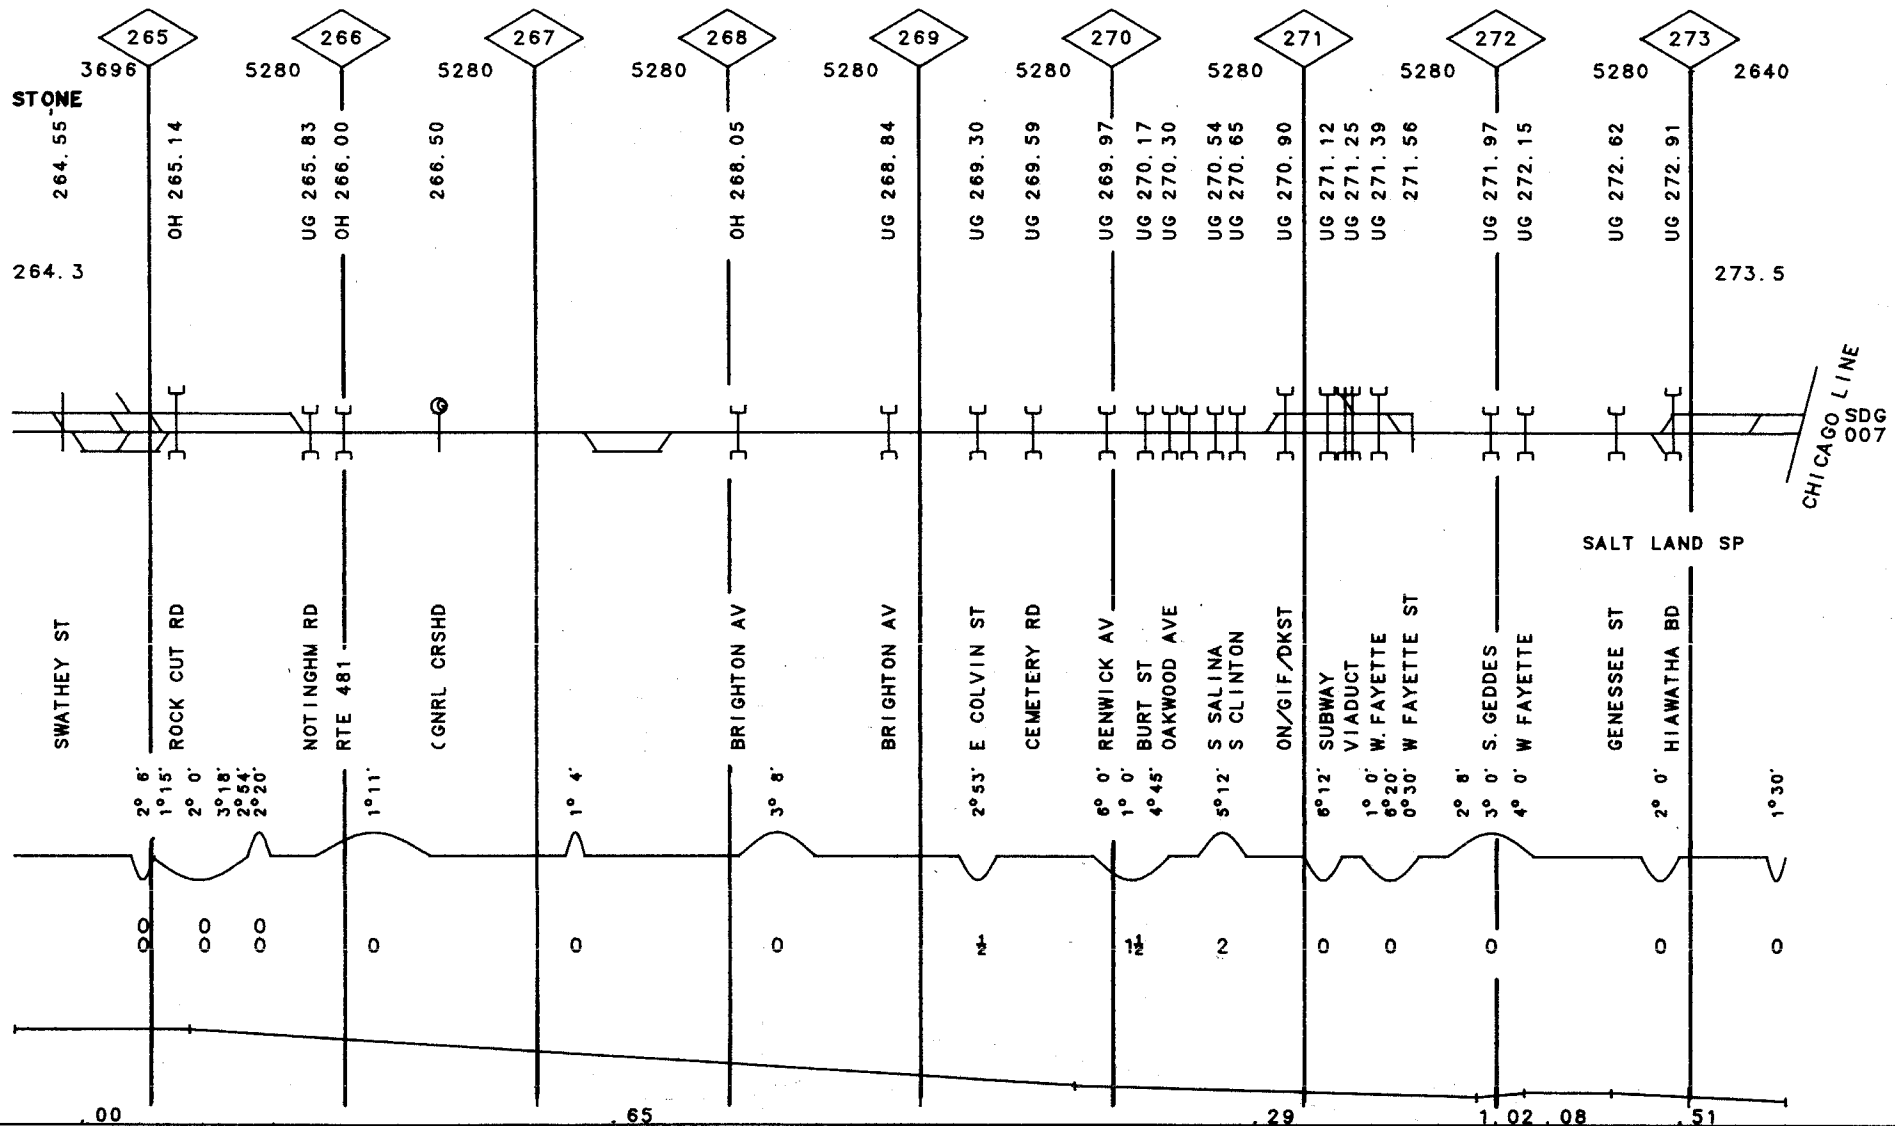 265 266 267 268 269 270 271 272 273
3696 5280 5280 5280 5280 5280 5280 5280 5280 2640
STONE
264.55
OH 265.14
UG 265.83
OH 266.00
266.50
OH 268.05
UG 268.84
UG 269.30
UG 269.59
UG 269.97
UG 270.17
UG 270.30
UG 270.54
UG 270.65
UG 270.90
UG 271.12
UG 271.25
UG 271.39
271.56
UG 271.97
UG 272.15
UG 272.62
UG 272.91
264.3
273.5
G
CHICAGO LINE
SDG
007
SALT LAND SP
SWATHEY ST
ROCK CUT RD
NOTINGHM RD
RTE 481
(GNRL CRSHD
BRIGHTON AV
BRIGHTON AV
E COLVIN ST
CEMETERY RD
RENWICK AV
BURT ST
OAKWOOD AVE
S SALINA
S CLINTON
ON/GIF/DKST
SUBWAY
VIADUCT
W. FAYETTE
W FAYETTE ST
S. GEDDES
W FAYETTE
GENESSEE ST
HIAWATHA BD
2° 6'
1°15'
2° 0'
3°18'
2°54'
2°20'
1°11'
1° 4'
3° 8'
2°53'
6° 0'
1° 0'
4°45'
5°12'
6°12'
1° 0'
6°20'
0°30'
2° 8'
3° 0'
4° 0'
2° 0'
1°30'
0 0 0
0 0 0 0 0 0 ½ 1½ 2 0 0 0 0 0
.00 .65 .29 1.02 .08 .51